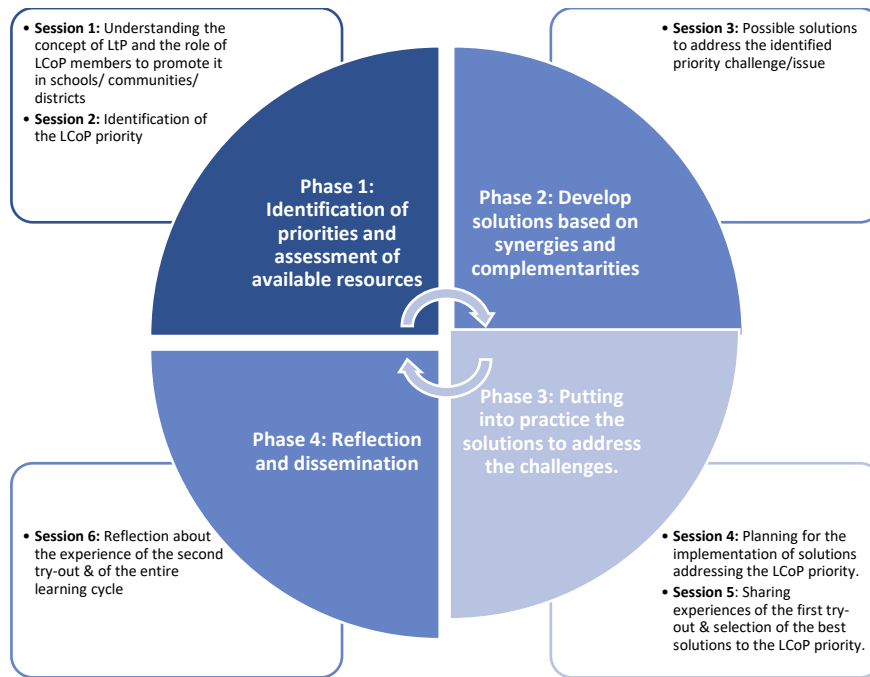 • Session 1: Understanding the
concept of LtP and the role of
LCoP members to promote it
in schools/ communities/
districts
• Session 2: Identification of
the LCoP priority
• Session 3: Possible solutions
to address the identified
priority challenge/issue
Phase 1:
Identification of
priorities and
assessment of
available resources
Phase 2: Develop
solutions based on
synergies and
complementarities
Phase 3: Putting
into practice the
solutions to address
the challenges.
Phase 4: Reflection
and dissemination
• Session 6: Reflection about
the experience of the second
try-out & of the entire
learning cycle
• Session 4: Planning for the
implementation of solutions
addressing the LCoP priority.
• Session 5: Sharing
experiences of the first try-
out & selection of the best
solutions to the LCoP priority.